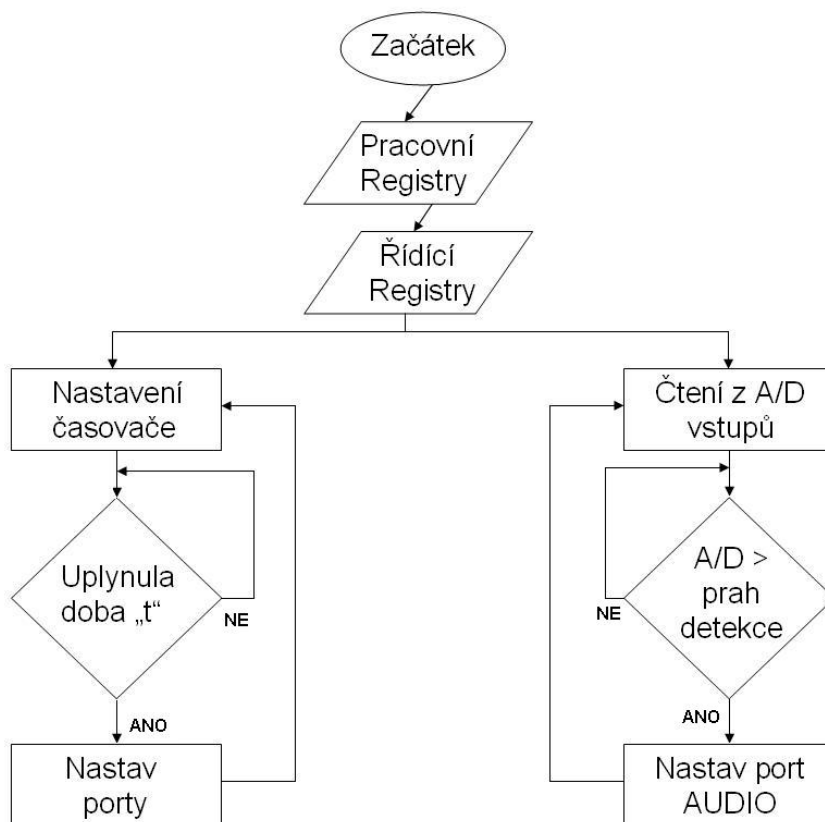 Začátek
Pracovní
Registry
Řídící
Registry
Nastavení
časovače
Uplynula
doba „t“
NE
ANO
Nastav
porty
Čtení z A/D
vstupů
A/D >
prah
detekce
NE
ANO
Nastav port
AUDIO